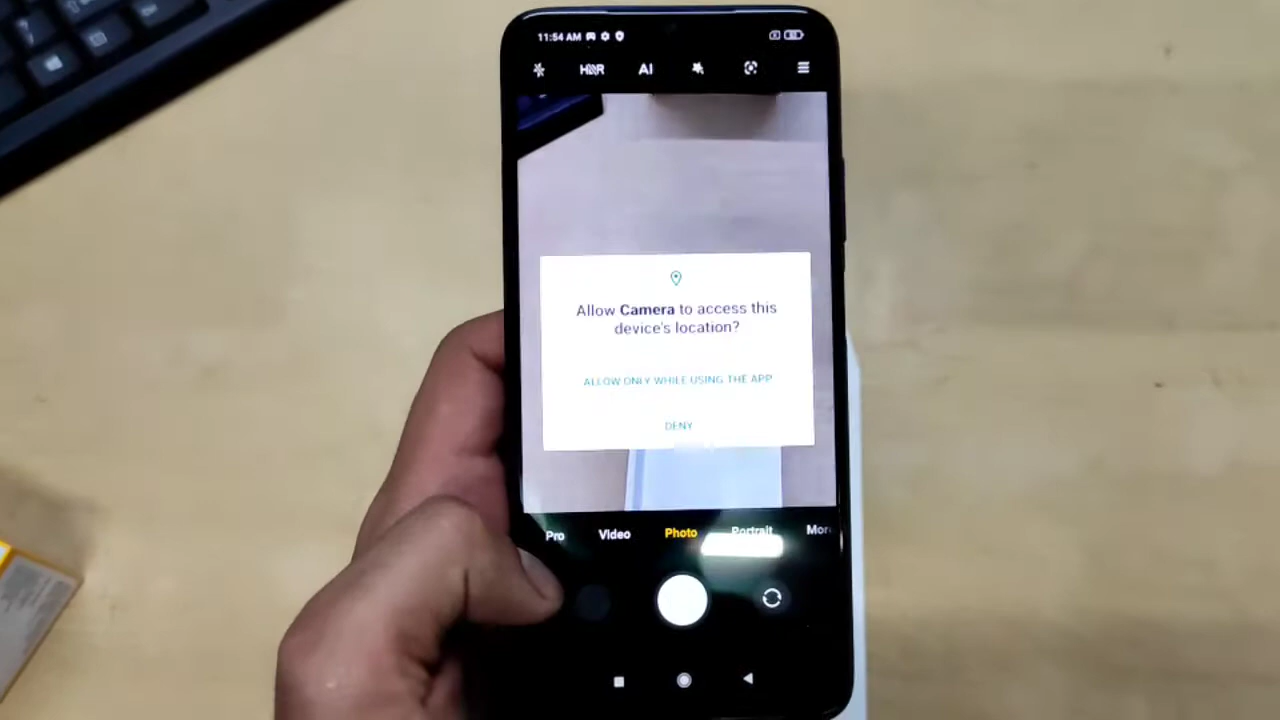 11:54 AM
HDR
AI
Allow Camera to access this
device's location?
ALLOW ONLY WHILE USING THE APP
DENY
Pro Video Photo Portrait Mor